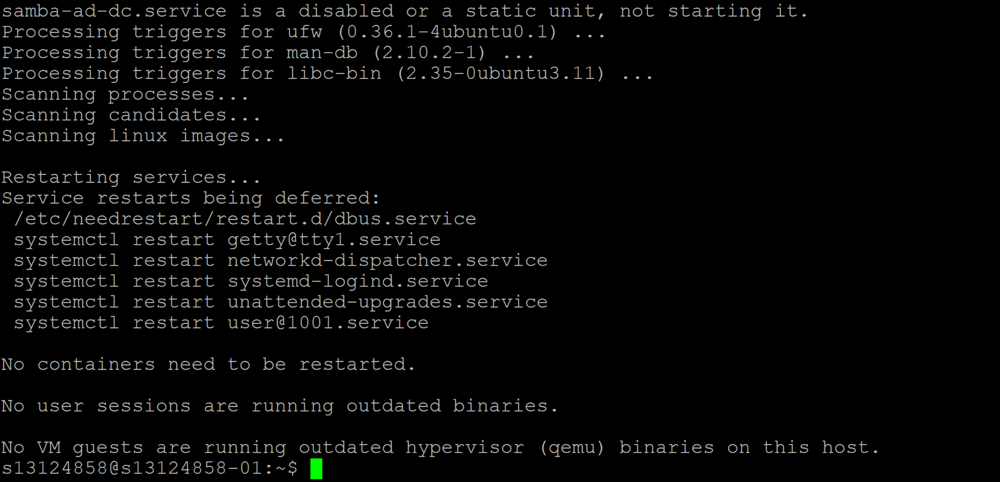 samba-ad-dc.service is a disabled or a static unit, not starting it.
Processing triggers for ufw (0.36.1-4ubuntu0.1) ...
Processing triggers for man-db (2.10.2-1) ...
Processing triggers for libc-bin (2.35-0ubuntu3.11) ...
Scanning processes...
Scanning candidates...
Scanning linux images...
Restarting services...
Service restarts being deferred:
 /etc/needrestart/restart.d/dbus.service
 systemctl restart getty@tty1.service
 systemctl restart networkd-dispatcher.service
 systemctl restart systemd-logind.service
 systemctl restart unattended-upgrades.service
 systemctl restart user@1001.service
No containers need to be restarted.
No user sessions are running outdated binaries.
No VM guests are running outdated hypervisor (qemu) binaries on this host.
s13124858@s13124858-01:~$